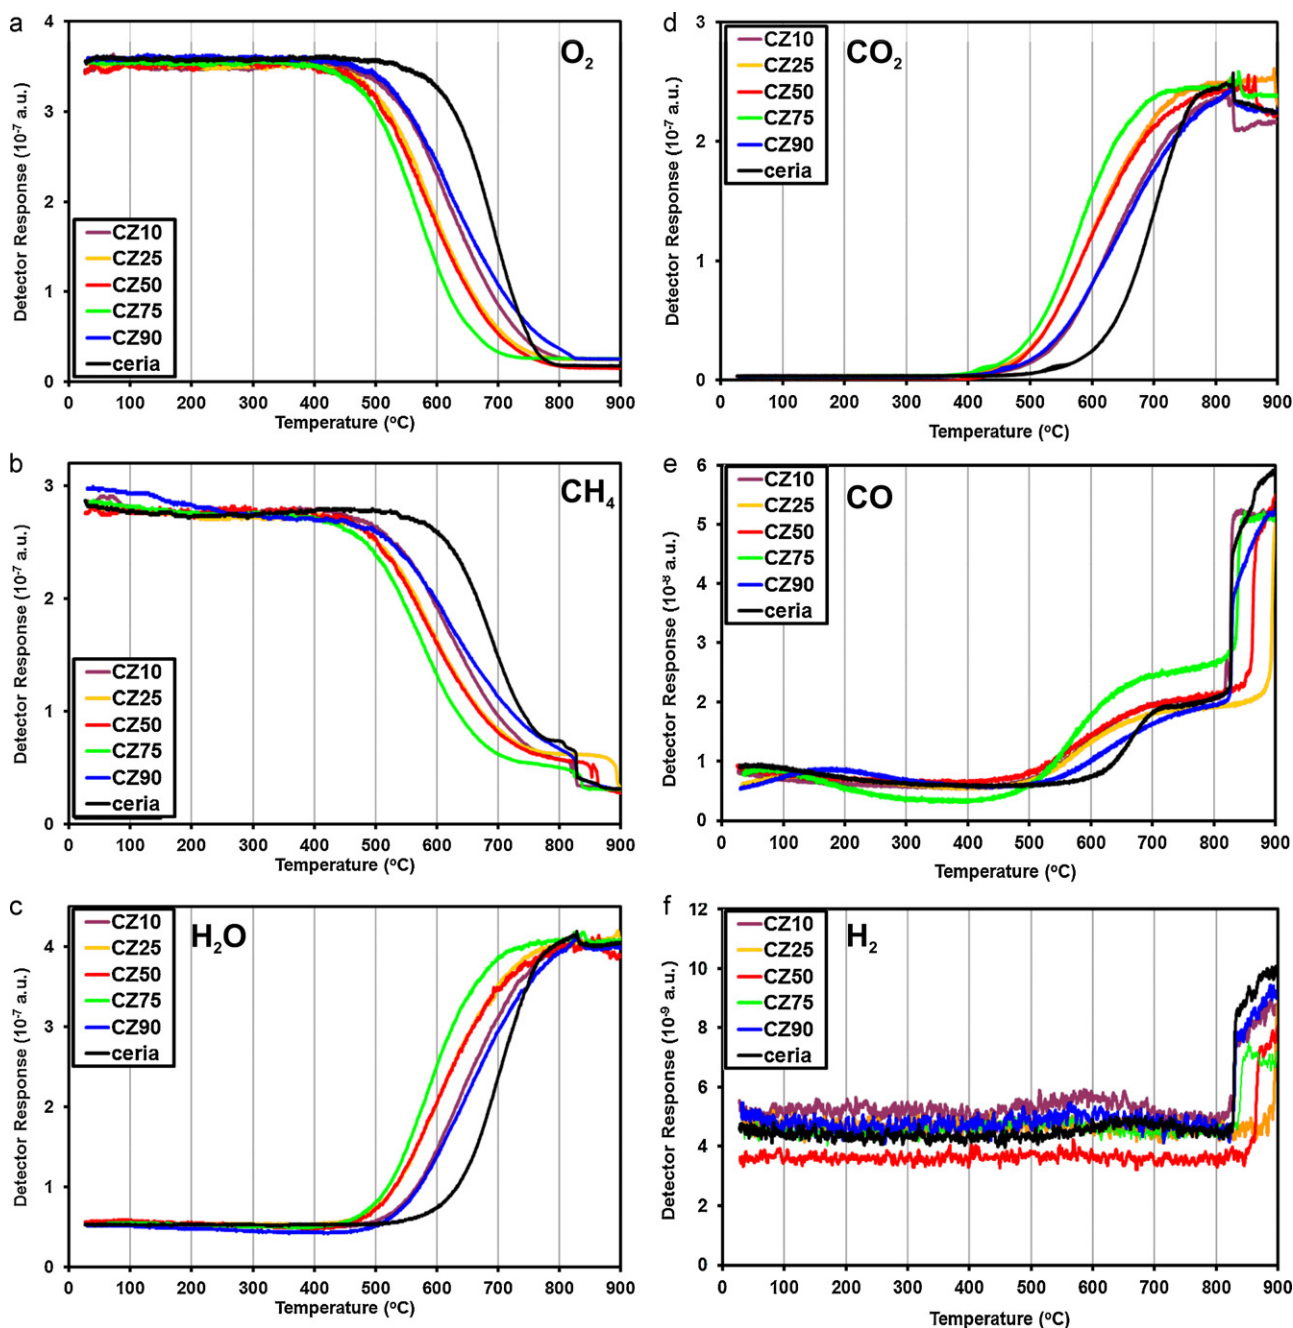 a
O2
Detector Response (10-7 a.u.)
4
3
2
1
0
CZ10
CZ25
CZ50
CZ75
CZ90
ceria
0 100 200 300 400 500 600 700 800 900
Temperature (oC)
d
CO2
Detector Response (10-7 a.u.)
3
2
1
0
CZ10
CZ25
CZ50
CZ75
CZ90
ceria
0 100 200 300 400 500 600 700 800 900
Temperature (oC)
b
CH4
Detector Response (10-7 a.u.)
3
2
1
0
CZ10
CZ25
CZ50
CZ75
CZ90
ceria
0 100 200 300 400 500 600 700 800 900
Temperature (oC)
e
CO
Detector Response (10-8 a.u.)
6
5
4
3
2
1
0
CZ10
CZ25
CZ50
CZ75
CZ90
ceria
0 100 200 300 400 500 600 700 800 900
Temperature (oC)
c
H2O
Detector Response (10-7 a.u.)
4
3
2
1
0
CZ10
CZ25
CZ50
CZ75
CZ90
ceria
0 100 200 300 400 500 600 700 800 900
Temperature (oC)
f
H2
Detector Response (10-9 a.u.)
12
10
8
6
4
2
0
CZ10
CZ25
CZ50
CZ75
CZ90
ceria
0 100 200 300 400 500 600 700 800 900
Temperature (oC)